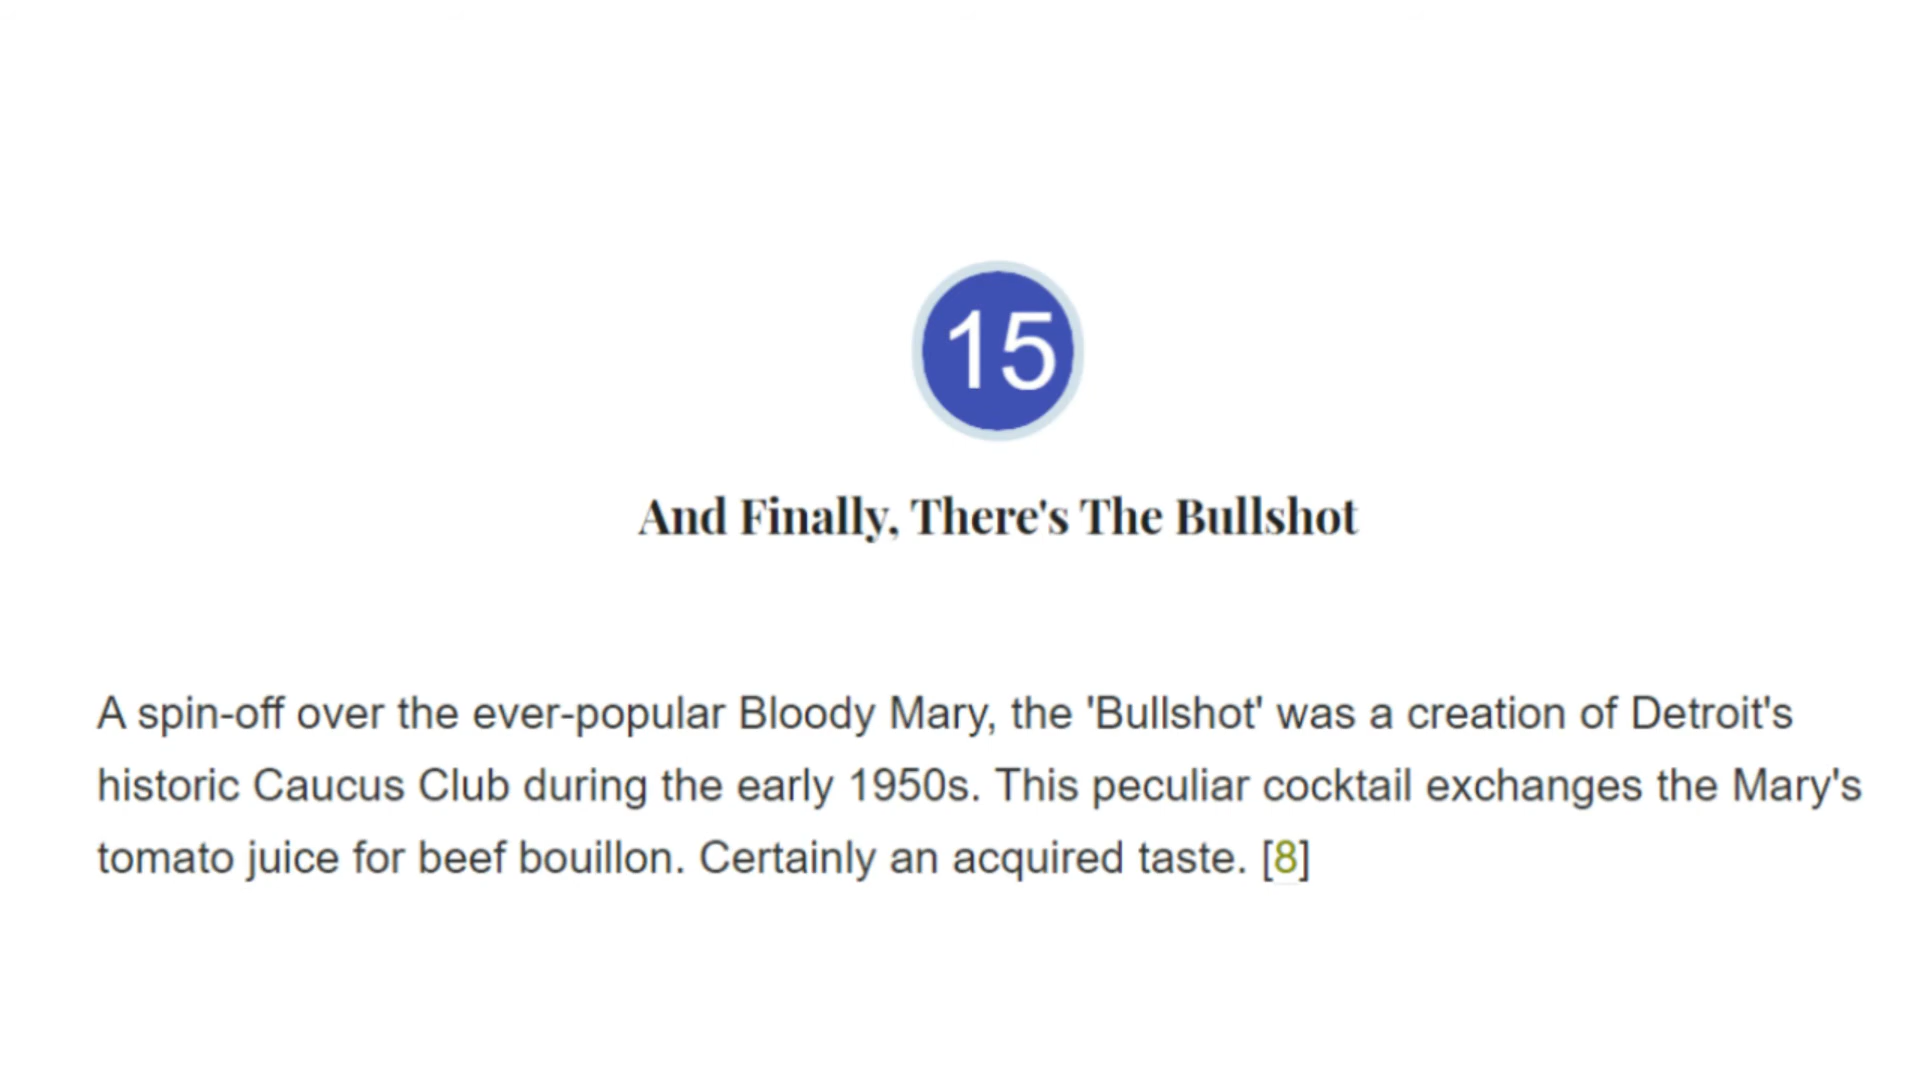 15
And Finally, There's The Bullshot
A spin-off over the ever-popular Bloody Mary, the 'Bullshot' was a creation of Detroit's
historic Caucus Club during the early 1950s. This peculiar cocktail exchanges the Mary's
tomato juice for beef bouillon. Certainly an acquired taste. [8]